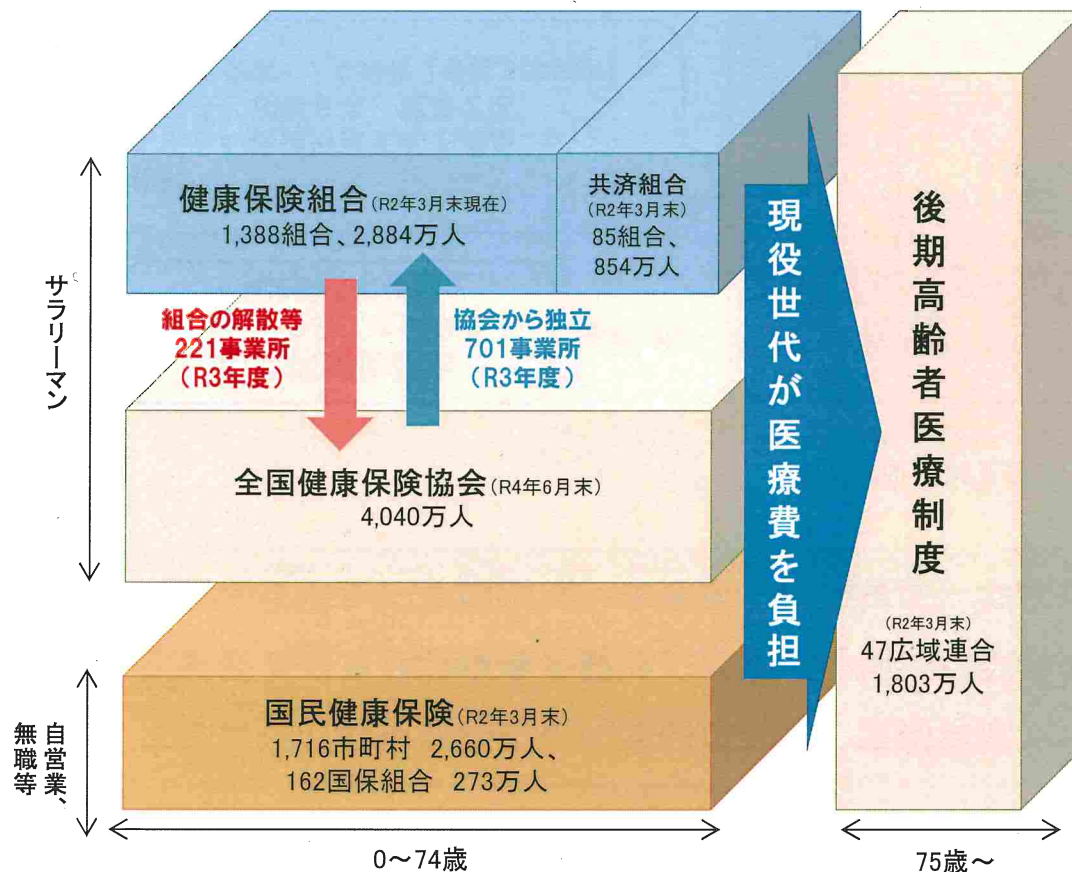 健康保険組合(R2年3月末現在)
1,388組合、2,884万人
共済組合
(R2年3月末)
85組合、
854万人
サラリーマン
組合の解散等
221事業所
(R3年度)
協会から独立
701事業所
(R3年度)
全国健康保険協会(R4年6月末)
4,040万人
国民健康保険(R2年3月末)
1,716市町村 2,660万人、
162国保組合 273万人
自営業、
無職等
0～74歳
現役世代が医療費を負担
後期高齢者医療制度
(R2年3月末)
47広域連合
1,803万人
75歳～